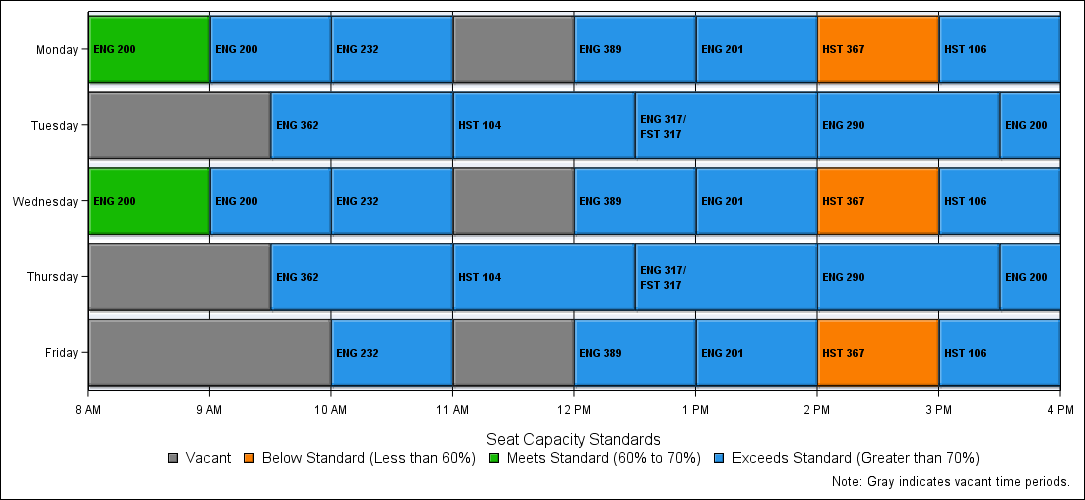 Monday
ENG 200
ENG 200
ENG 232
ENG 389
ENG 201
HST 367
HST 106
Tuesday
ENG 362
HST 104
ENG 317/
FST 317
ENG 290
ENG 200
Wednesday
ENG 200
ENG 200
ENG 232
ENG 389
ENG 201
HST 367
HST 106
Thursday
ENG 362
HST 104
ENG 317/
FST 317
ENG 290
ENG 200
Friday
ENG 232
ENG 389
ENG 201
HST 367
HST 106
8 AM
9 AM
10 AM
11 AM
12 PM
1 PM
2 PM
3 PM
4 PM
Seat Capacity Standards
Vacant
Below Standard (Less than 60%)
Meets Standard (60% to 70%)
Exceeds Standard (Greater than 70%)
Note: Gray indicates vacant time periods.